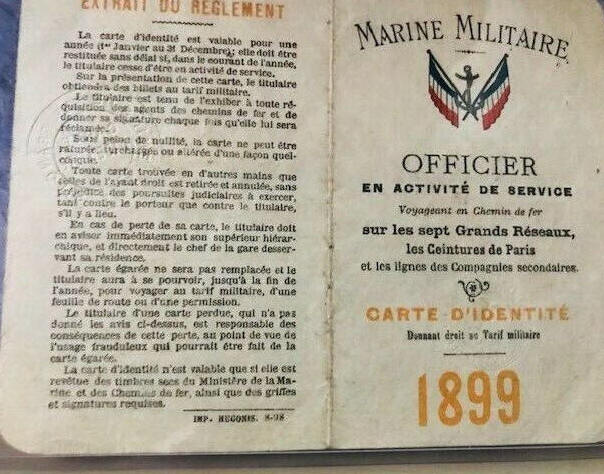 EXTRAIT DU RÈGLEMENT
La carte d'identité est valable pour une
année (1er Janvier au 31 Décembre); elle doit être
restituée sans délai si, dans le courant de l'année,
le titulaire cesse d'être en activité de service.
Sur la présentation de cette carte, le titulaire
obtiendra des billets au tarif militaire.
Le titulaire est tenu de l'exhiber à toute ré-
quisition des agents des chemins de fer et de
donner sa signature chaque fois qu'elle lui sera
réclamée.
Sous peine de nullité, la carte ne peut être
raturée, surchargée ou altérée d'une façon quel-
conque.
Toute carte trouvée en d'autres mains que
celles de l'ayant droit est retirée et annulée, sans
préjudice des poursuites judiciaires à exercer,
tant contre le porteur que contre le titulaire,
s'il y a lieu.
En cas de perte de sa carte, le titulaire doit
en aviser immédiatement son supérieur hiérar-
chique, et directement le chef de la gare desser-
vant sa résidence.
La carte égarée ne sera pas remplacée et le
titulaire aura à se pourvoir, jusqu'à la fin de
l'année, pour voyager au tarif militaire, d'une
feuille de route ou d'une permission.
Le titulaire d'une carte perdue, qui n'a pas
donné les avis ci-dessus, est responsable des
conséquences de cette perte, au point de vue de
l'usage frauduleux qui pourrait être fait de la
carte égarée.
La carte d'identité n'est valable que si elle est
revêtue des timbres secs du Ministère de la Ma-
rine et des Chemins de fer, ainsi que des griffes
et signatures requises.
IMP. HUGONIS. 8-98
MARINE MILITAIRE
OFFICIER
EN ACTIVITÉ DE SERVICE
Voyageant en Chemin de fer
sur les sept Grands Réseaux,
les Ceintures de Paris
et les lignes des Compagnies secondaires.
CARTE D'IDENTITÉ
Donnant droit au Tarif militaire
1899